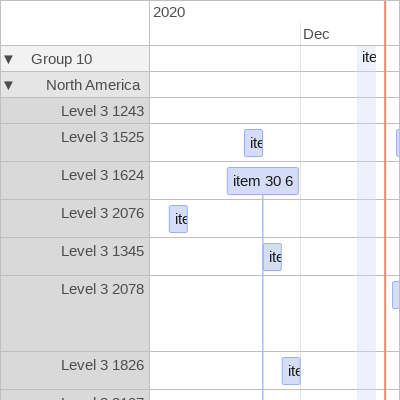 2020
Dec
▼ Group 10 ite
▼ North America
Level 3 1243
Level 3 1525 ite
Level 3 1624 item 30 6
Level 3 2076 ite
Level 3 1345 ite
Level 3 2078
Level 3 1826 ite